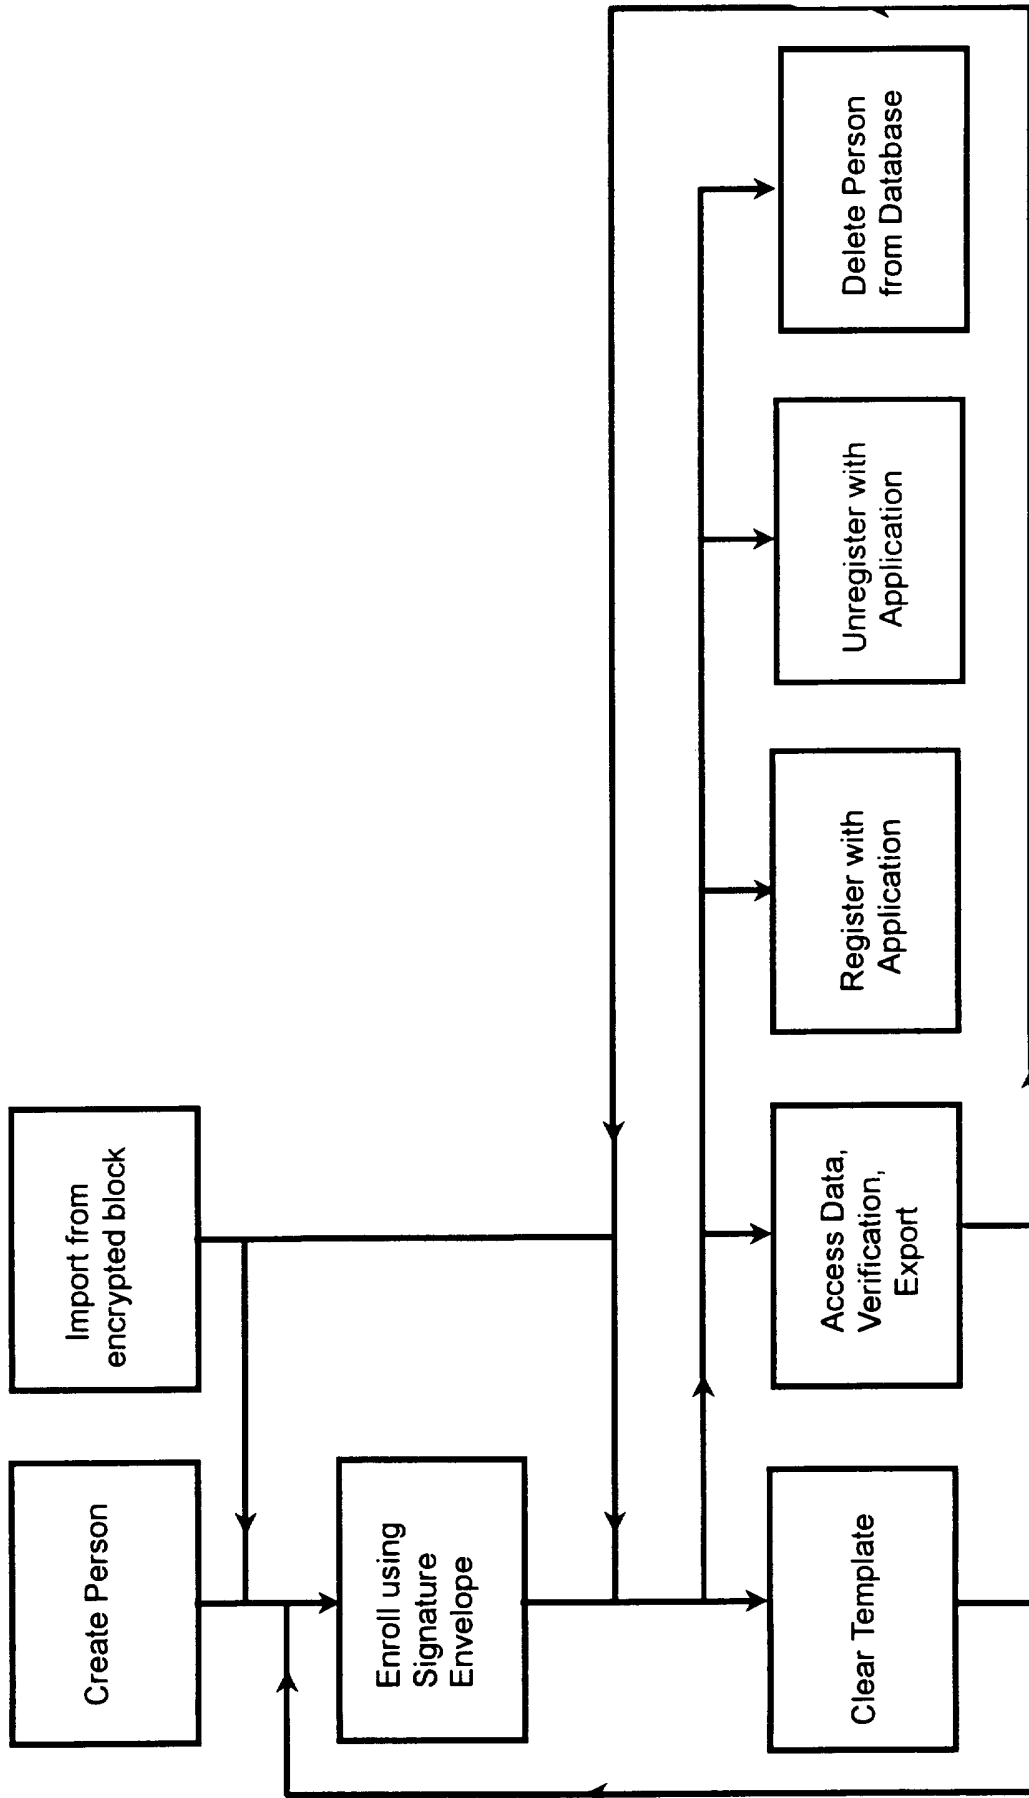 Create Person
Import from
encrypted block
Enroll using
Signature
Envelope
Clear Template
Access Data,
Verification,
Export
Register with
Application
Unregister with
Application
Delete Person
from Database